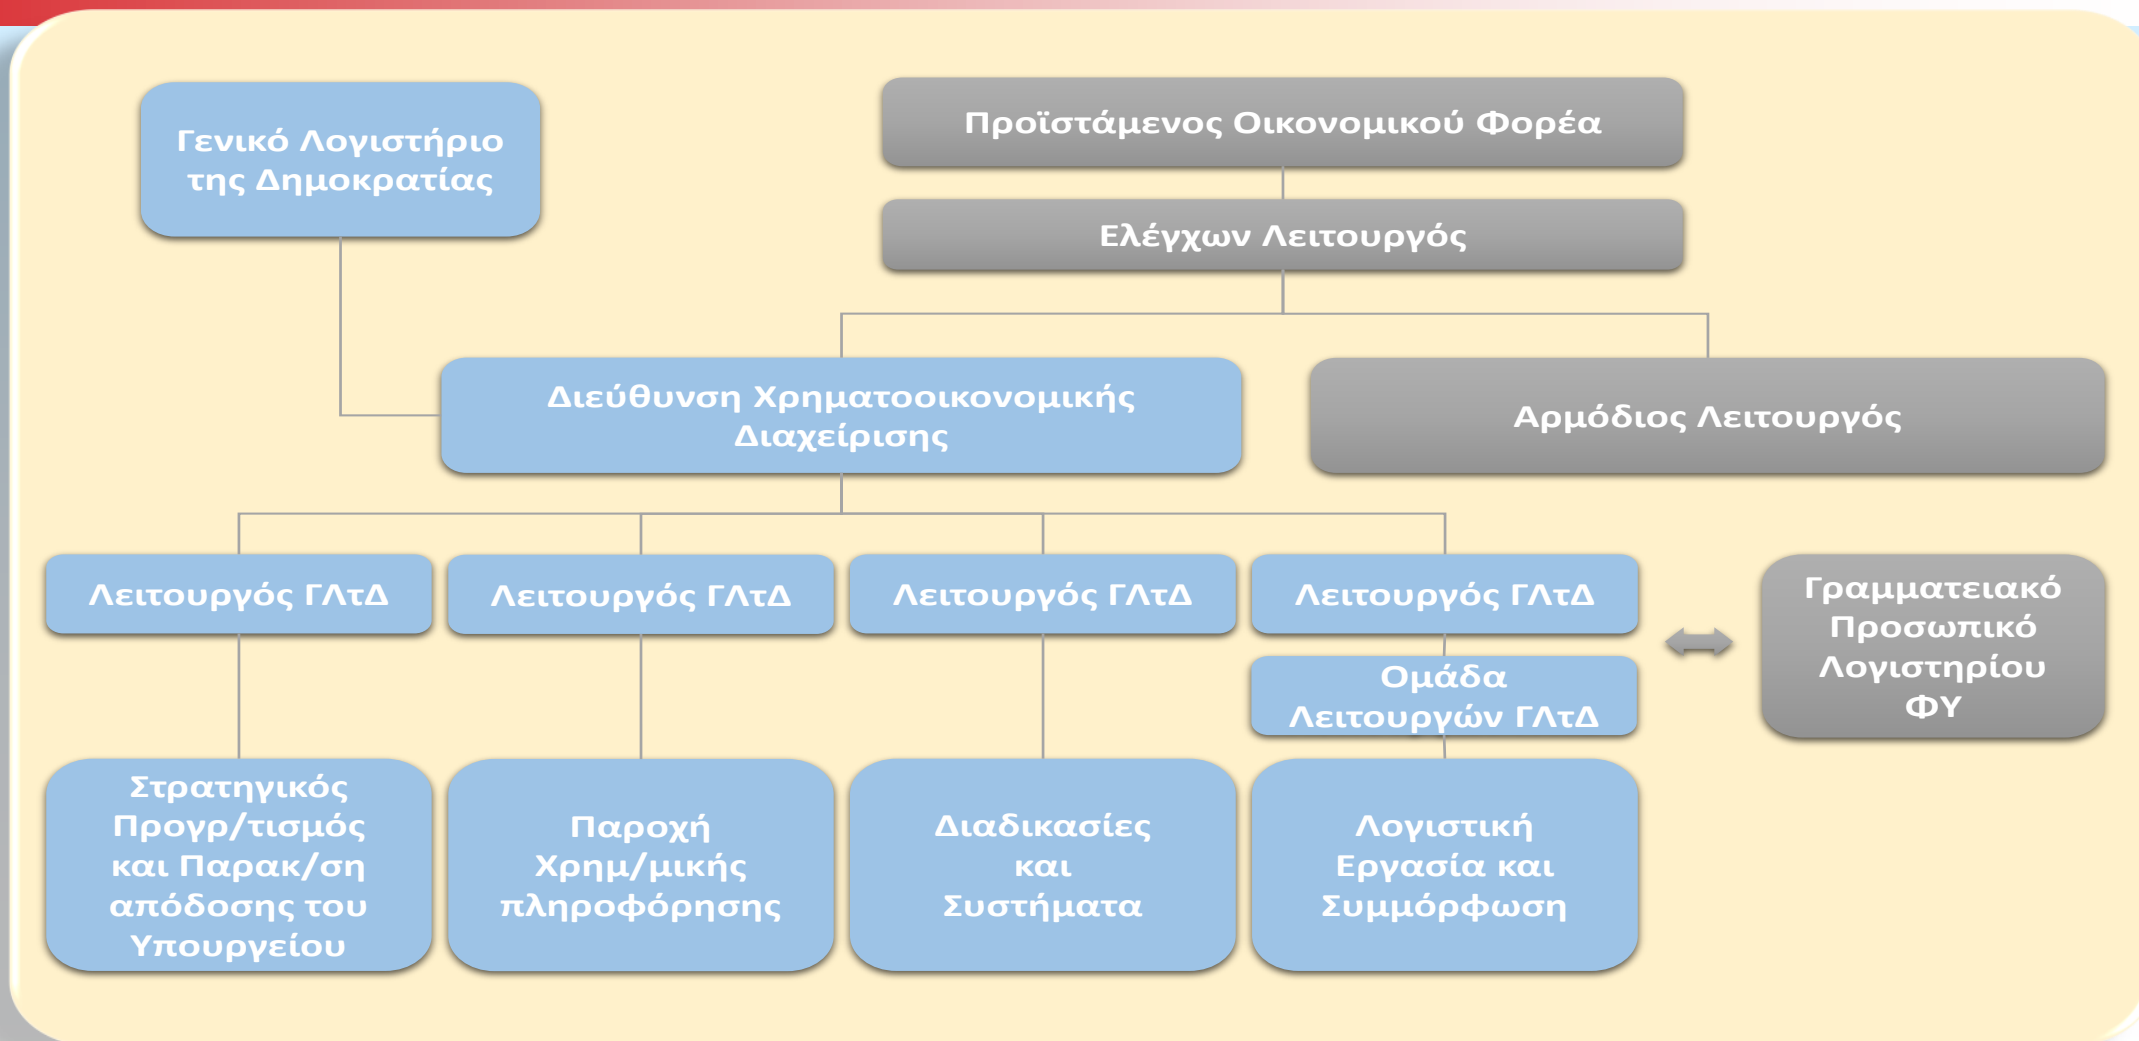 Γενικό Λογιστήριο
της Δημοκρατίας
Προϊστάμενος Οικονομικού Φορέα
Ελέγχων Λειτουργός
Διεύθυνση Χρηματοοικονομικής
Διαχείρισης
Αρμόδιος Λειτουργός
Λειτουργός ΓΛτΔ
Λειτουργός ΓΛτΔ
Λειτουργός ΓΛτΔ
Λειτουργός ΓΛτΔ
Ομάδα
Λειτουργών ΓΛτΔ
Γραμματειακό
Προσωπικό
Λογιστηρίου
ΦΥ
Στρατηγικός
Προγρ/τισμός
και Παρακ/ση
απόδοσης του
Υπουργείου
Παροχή
Χρημ/μικής
πληροφόρησης
Διαδικασίες
και
Συστήματα
Λογιστική
Εργασία και
Συμμόρφωση